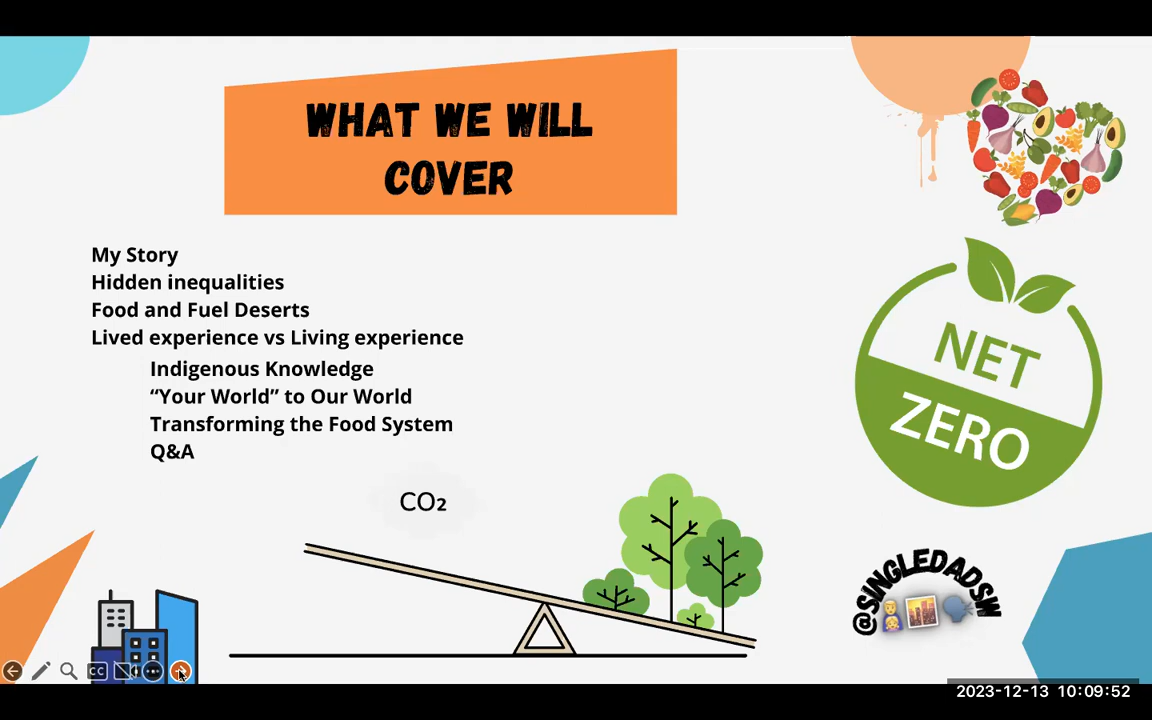 WHAT WE WILL
COVER
My Story
Hidden inequalities
Food and Fuel Deserts
Lived experience vs Living experience
Indigenous Knowledge
“Your World” to Our World
Transforming the Food System
Q&A
CO₂
NET
ZERO
@SINGLEDADSW
CC
2023-12-13 10:09:52